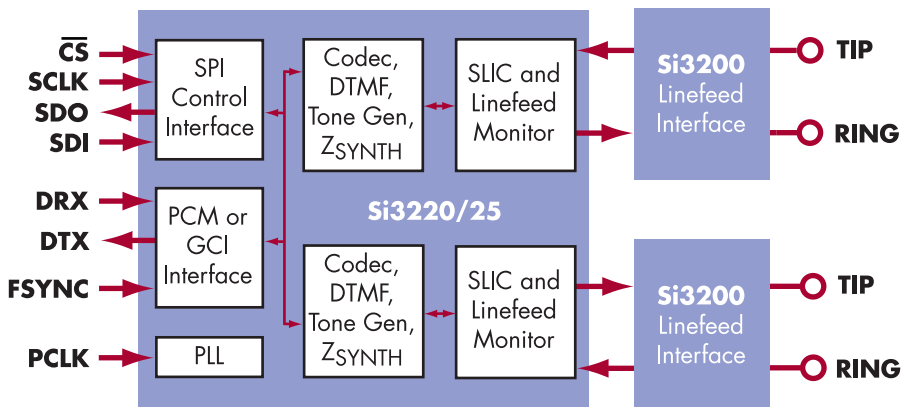 CS
SCLK
SDO
SDI
DRX
DTX
FSYNC
PCLK
SPI
Control
Interface
PCM or
GCI
Interface
PLL
Codec,
DTMF,
Tone Gen,
ZSYNTH
SLIC and
Linefeed
Monitor
Si3220/25
Codec,
DTMF,
Tone Gen,
ZSYNTH
SLIC and
Linefeed
Monitor
Si3200
Linefeed
Interface
TIP
RING
Si3200
Linefeed
Interface
TIP
RING